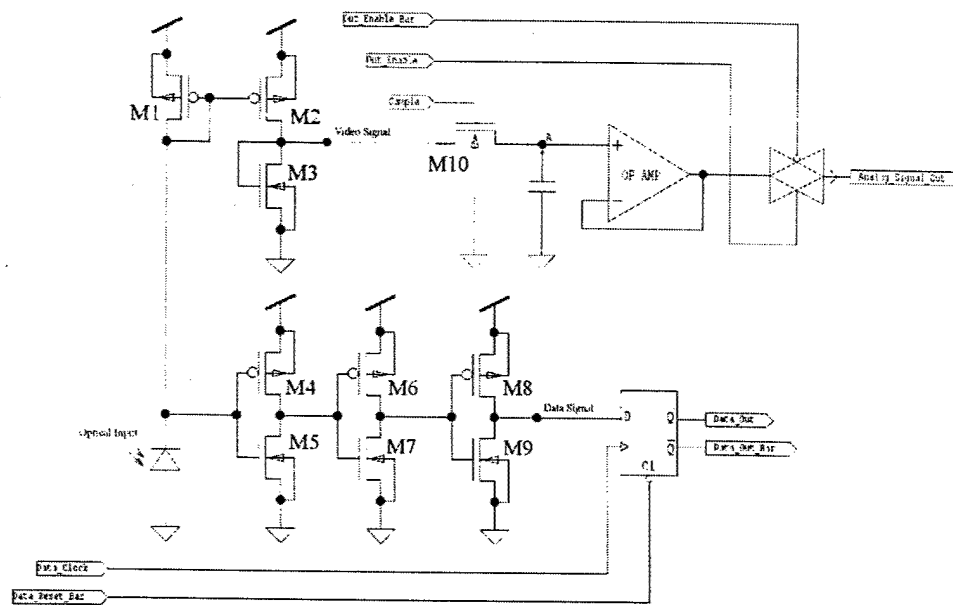 Out_Enable_Bar
Out_Enable
Sample
M1
M2
Video Signal
M3
M10
A
A
+
OP AMP
-
Analog_Signal_Out
M4
M6
M8
Optical Input
M5
M7
M9
Data Signal
D
Q
Data_Out
Q
Data_Out_Bar
Cl
Data_Clock
Data_Reset_Bar